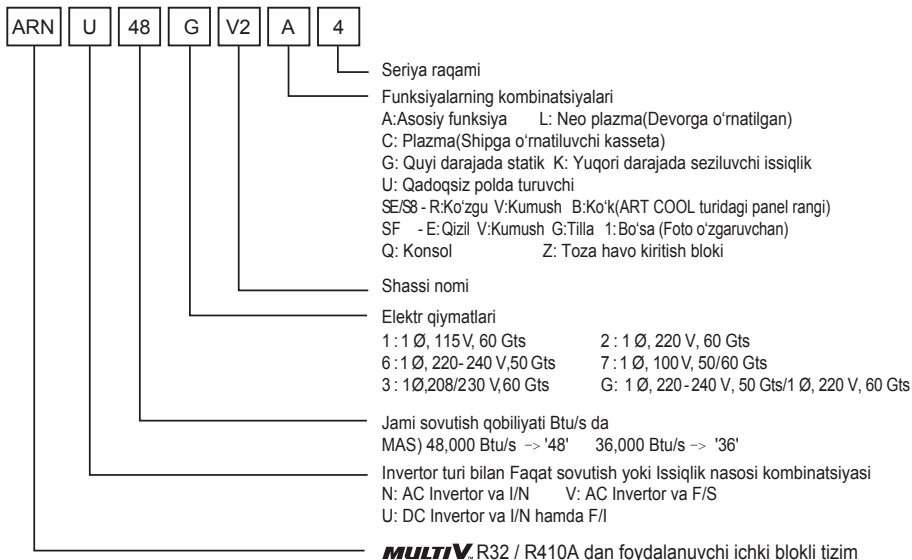 ARN U 48 G V2 A 4
Seriya raqami
Funksiyalarning kombinatsiyalari
A:Asosiy funksiya L: Neo plazma(Devorga o‘rnatilgan)
C: Plazma(Shipga o‘rnatiluvchi kasseta)
G: Quyi darajada statik K: Yuqori darajada seziluvchi issiqlik
U: Qadoqsiz polda turuvchi
SE/S8 - R:Ko‘zgu V:Kumush B:Ko‘k(ART COOL turidagi panel rangi)
SF - E:Qizil V:Kumush G:Tilla 1:Bo‘sa (Foto o‘zgaruvchan)
Q: Konsol Z: Toza havo kiritish bloki
Shassi nomi
Elektr qiymatlari
1 : 1 Ø, 115 V, 60 Gts 2 : 1 Ø, 220 V, 60 Gts
6 : 1 Ø, 220- 240 V,50 Gts 7 : 1 Ø, 100 V, 50/60 Gts
3 : 1Ø,208/230 V,60 Gts G: 1 Ø, 220 - 240 V, 50 Gts/1 Ø, 220 V, 60 Gts
Jami sovutish qobiliyati Btu/s da
MAS) 48,000 Btu/s -> '48' 36,000 Btu/s -> '36'
Invertor turi bilan Faqat sovutish yoki Issiqlik nasosi kombinatsiyasi
N: AC Invertor va I/N V: AC Invertor va F/S
U: DC Invertor va I/N hamda F/I
MULTI V™ R32 / R410A dan foydalanuvchi ichki blokli tizim